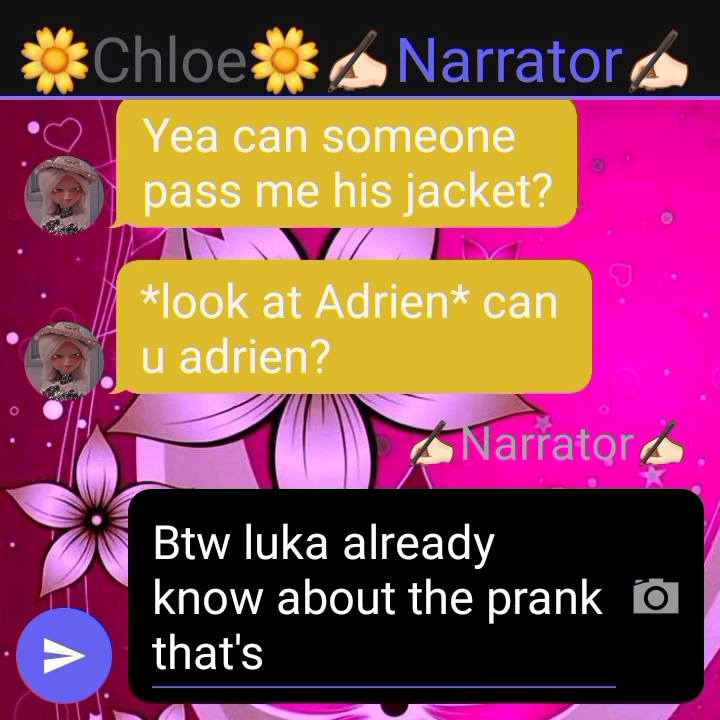 🌼Chloe🌼✍🏻Narrator✍🏻
Yea can someone
pass me his jacket?
*look at Adrien* can
u adrien?
✍🏻Narrator✍🏻
Btw luka already
know about the prank
that's